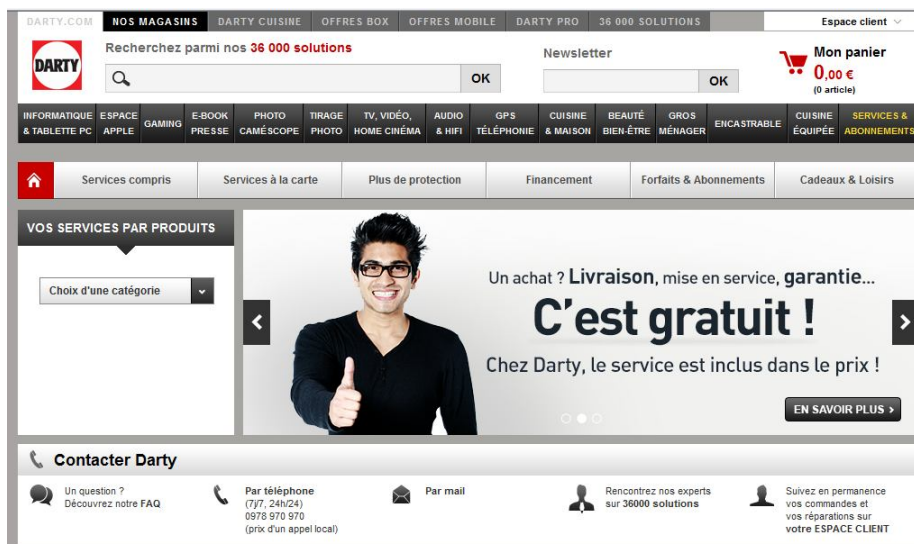 DARTY.COM NOS MAGASINS DARTY CUISINE OFFRES BOX OFFRES MOBILE DARTY PRO 36 000 SOLUTIONS Espace client
DARTY
Recherchez parmi nos 36 000 solutions
OK
Newsletter
OK
Mon panier
0,00 €
(0 article)
INFORMATIQUE
& TABLETTE PC
ESPACE
APPLE
GAMING
E-BOOK
PRESSE
PHOTO
CAMÉSCOPE
TIRAGE
PHOTO
TV, VIDÉO,
HOME CINÉMA
AUDIO
& HIFI
GPS
TÉLÉPHONIE
CUISINE
& MAISON
BEAUTÉ
BIEN-ÊTRE
GROS
MÉNAGER
ENCASTRABLE
CUISINE
ÉQUIPÉE
SERVICES &
ABONNEMENTS
Services compris Services à la carte Plus de protection Financement Forfaits & Abonnements Cadeaux & Loisirs
VOS SERVICES PAR PRODUITS
Choix d'une catégorie
Un achat ? Livraison, mise en service, garantie...
C'est gratuit !
Chez Darty, le service est inclus dans le prix !
EN SAVOIR PLUS >
Contacter Darty
Un question ?
Découvrez notre FAQ
Par téléphone
(7j/7, 24h/24)
0978 970 970
(prix d'un appel local)
Par mail
Rencontrez nos experts
sur 36000 solutions
Suivez en permanence
vos commandes et
vos réparations sur
votre ESPACE CLIENT